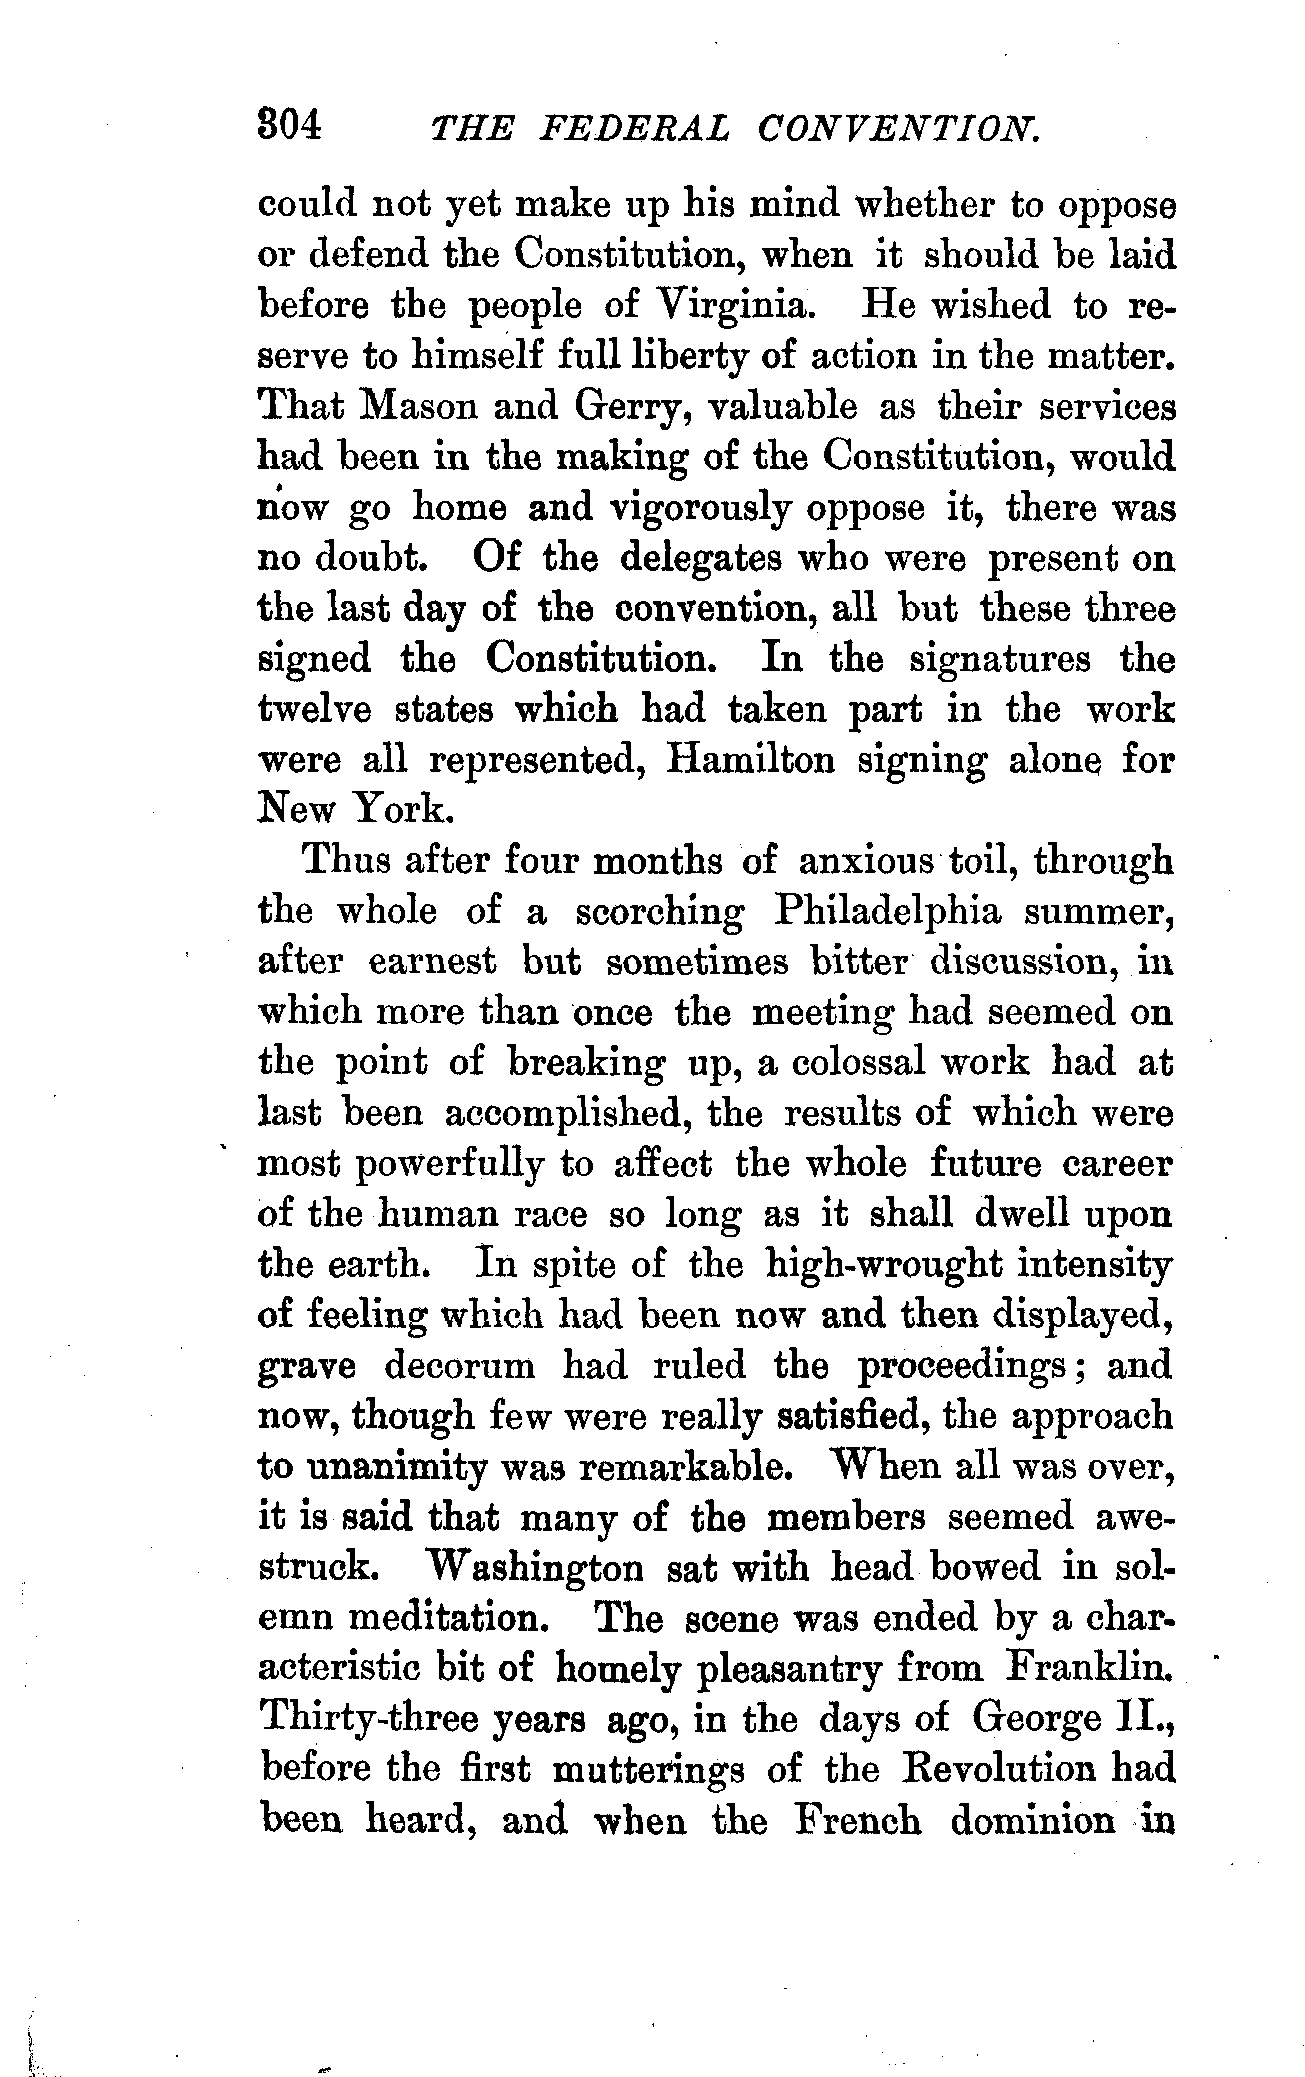 304 THE FEDERAL CONVENTION.
could not yet make up his mind whether to oppose
or defend the Constitution, when it should be laid
before the people of Virginia. He wished to re-
serve to himself full liberty of action in the matter.
That Mason and Gerry, valuable as their services
had been in the making of the Constitution, would
now go home and vigorously oppose it, there was
no doubt. Of the delegates who were present on
the last day of the convention, all but these three
signed the Constitution. In the signatures the
twelve states which had taken part in the work
were all represented, Hamilton signing alone for
New York.
Thus after four months of anxious toil, through
the whole of a scorching Philadelphia summer,
after earnest but sometimes bitter discussion, in
which more than once the meeting had seemed on
the point of breaking up, a colossal work had at
last been accomplished, the results of which were
most powerfully to affect the whole future career
of the human race so long as it shall dwell upon
the earth. In spite of the high-wrought intensity
of feeling which had been now and then displayed,
grave decorum had ruled the proceedings; and
now, though few were really satisfied, the approach
to unanimity was remarkable. When all was over,
it is said that many of the members seemed awe-
struck. Washington sat with head bowed in sol-
emn meditation. The scene was ended by a char-
acteristic bit of homely pleasantry from Franklin.
Thirty-three years ago, in the days of George II.,
before the first mutterings of the Revolution had
been heard, and when the French dominion in